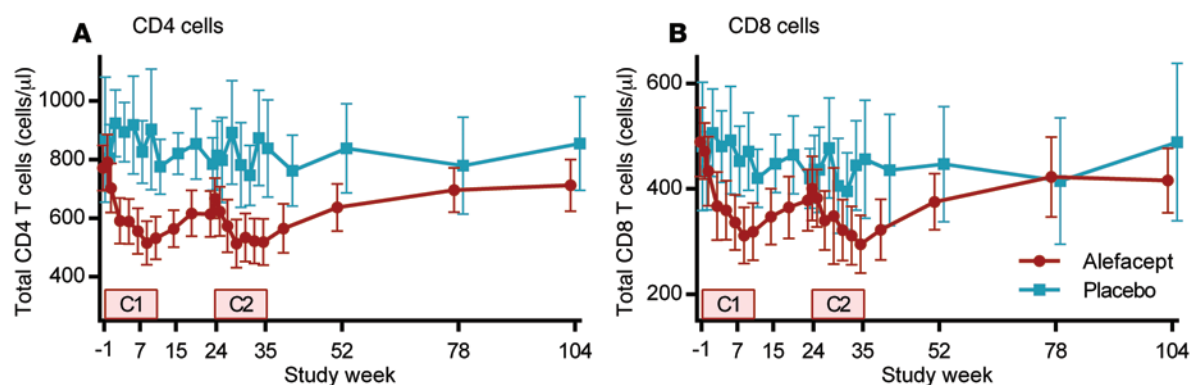 A CD4 cells
Total CD4 T cells (cells/μl)
1000
800
600
400
C1 C2
-1 7 15 24 35 52 78 104
Study week
B CD8 cells
Total CD8 T cells (cells/μl)
600
400
200
C1 C2
Alefacept
Placebo
-1 7 15 24 35 52 78 104
Study week